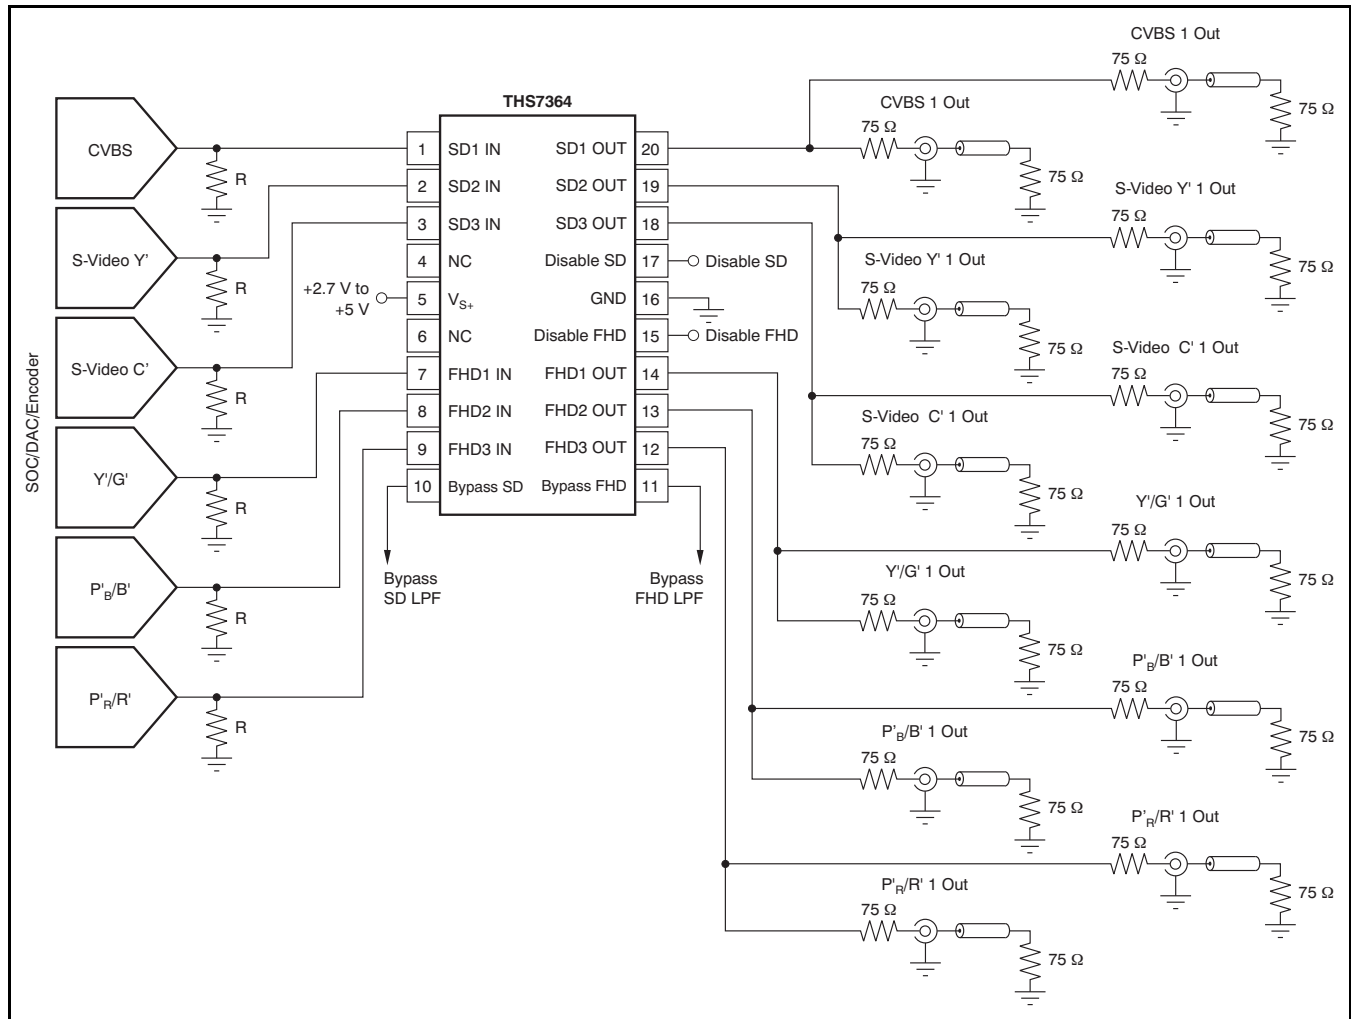 CVBS 1 Out
75 Ω
75 Ω
THS7364
CVBS 1 Out
75 Ω
75 Ω
CVBS
R
1 SD1 IN SD1 OUT 20
2 SD2 IN SD2 OUT 19
3 SD3 IN SD3 OUT 18
4 NC Disable SD 17 Disable SD
+2.7 V to
+5 V
5 VS+ GND 16
6 NC Disable FHD 15 Disable FHD
7 FHD1 IN FHD1 OUT 14
8 FHD2 IN FHD2 OUT 13
9 FHD3 IN FHD3 OUT 12
10 Bypass SD Bypass FHD 11
Bypass
SD LPF
Bypass
FHD LPF
SOC/DAC/Encoder
S-Video Y'
R
S-Video C'
R
Y'/G'
R
P'B/B'
R
P'R/R'
R
S-Video Y' 1 Out
75 Ω
75 Ω
S-Video Y' 1 Out
75 Ω
75 Ω
S-Video C' 1 Out
75 Ω
75 Ω
S-Video C' 1 Out
75 Ω
75 Ω
Y'/G' 1 Out
75 Ω
75 Ω
Y'/G' 1 Out
75 Ω
75 Ω
P'B/B' 1 Out
75 Ω
75 Ω
P'B/B' 1 Out
75 Ω
75 Ω
P'R/R' 1 Out
75 Ω
75 Ω
P'R/R' 1 Out
75 Ω
75 Ω